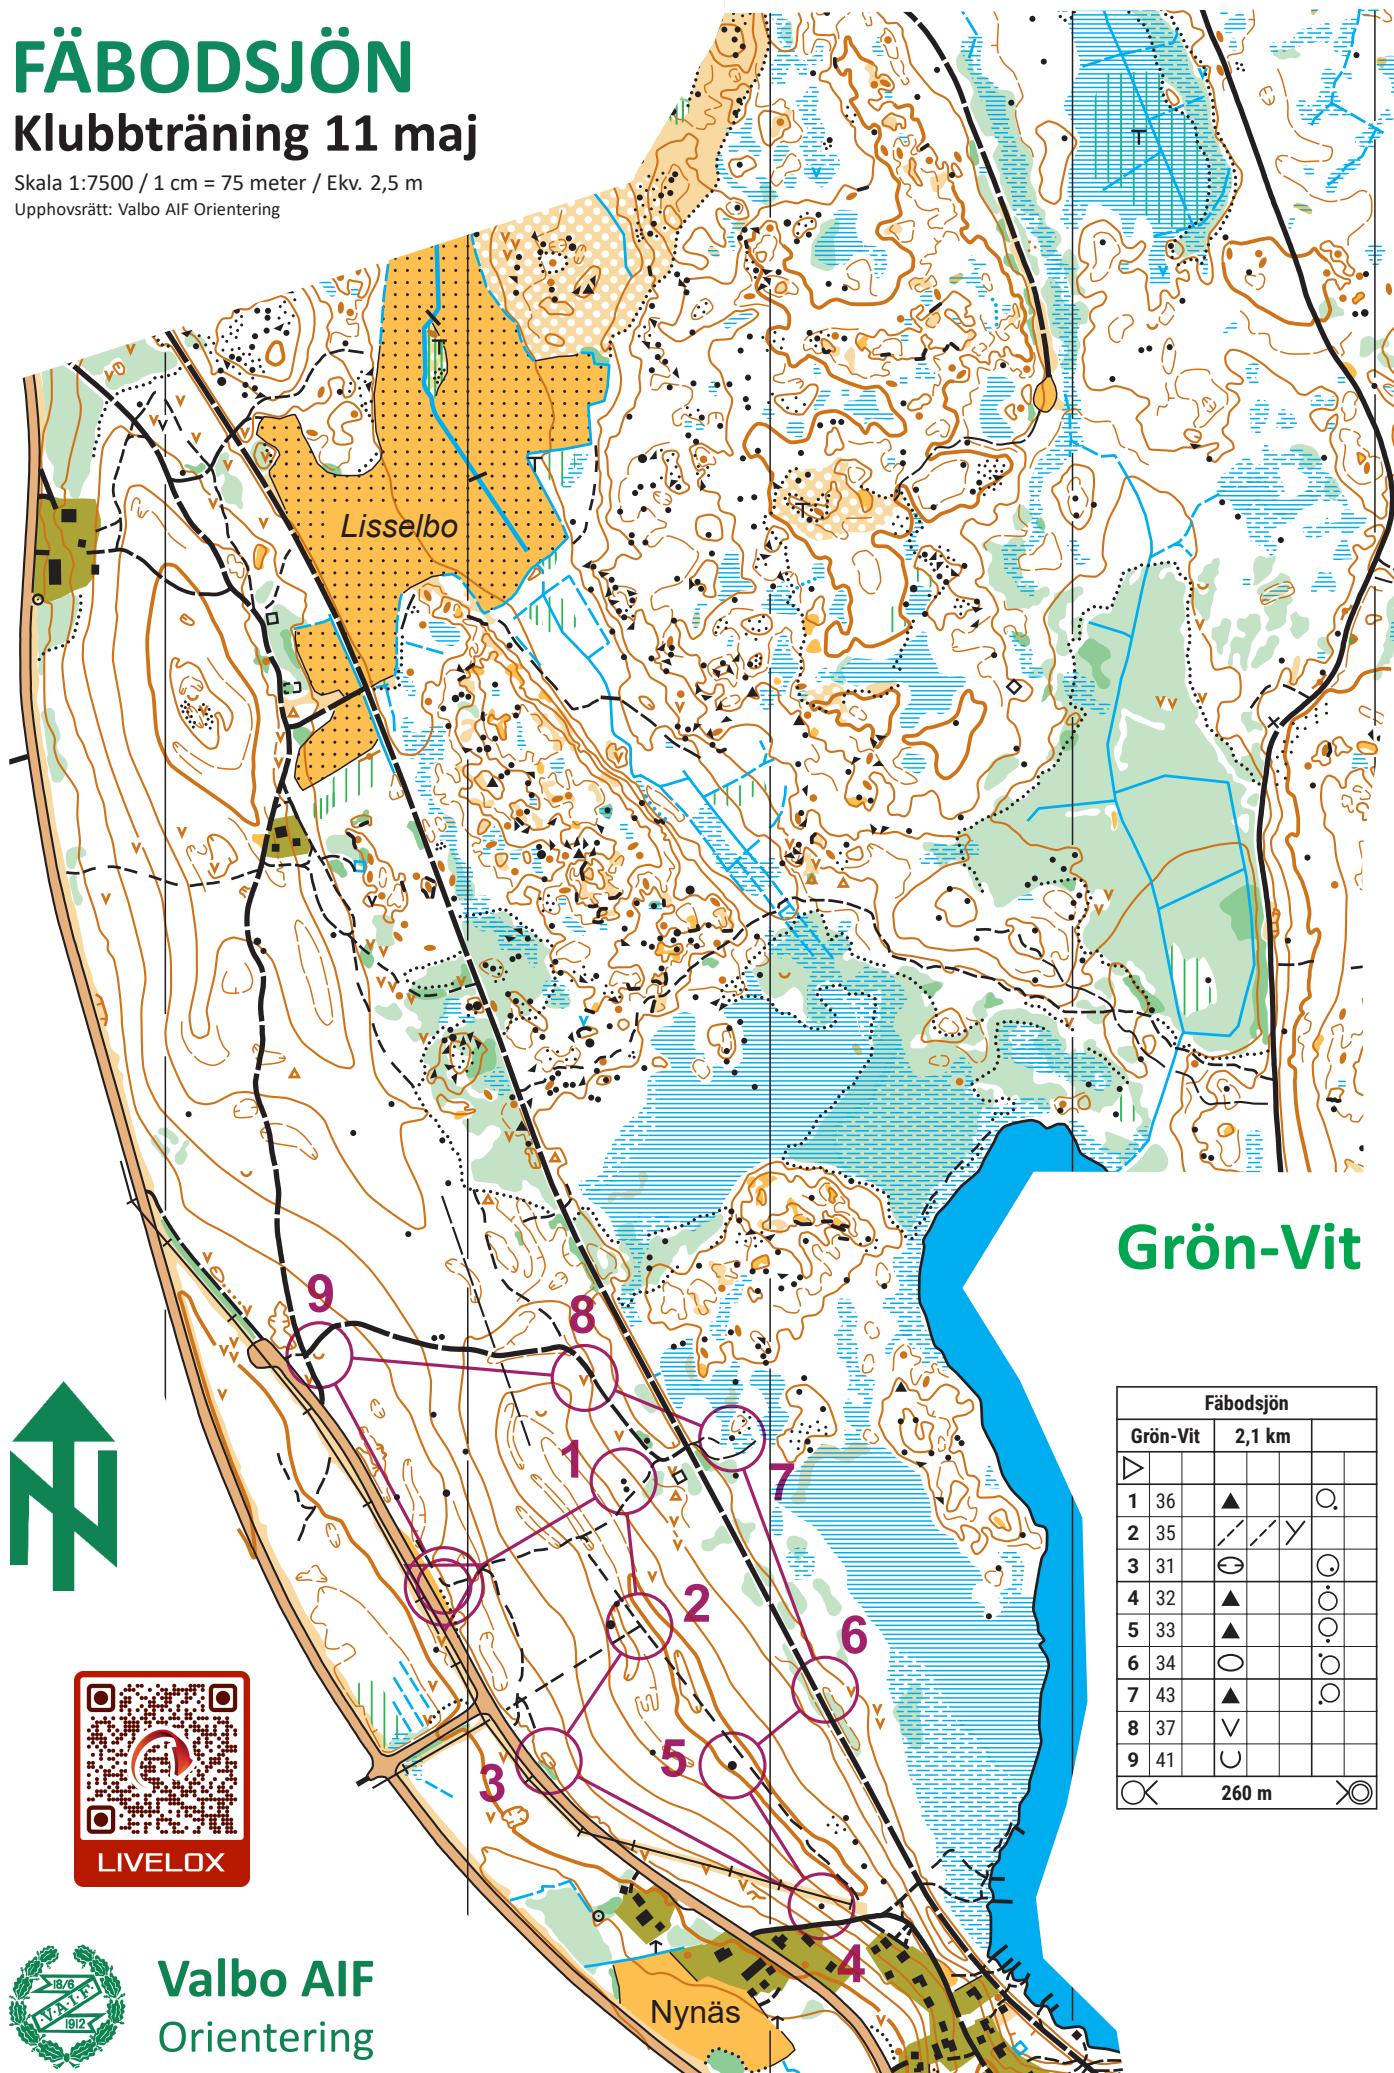 FÄBODSJÖN
Klubbträning 11 maj
Skala 1:7500 / 1 cm = 75 meter / Ekv. 2,5 m
Upphovsrätt: Valbo AIF Orientering
Lisselbo
Grön-Vit
9
8
1
7
2
6
5
3
4
Nynäs
Fäbodsjön
Grön-Vit 2,1 km
1 36
2 35
3 31
4 32
5 33
6 34
7 43
8 37
9 41
260 m
LIVELOX
18/6
V.A.I.F.
1912
Valbo AIF
Orientering